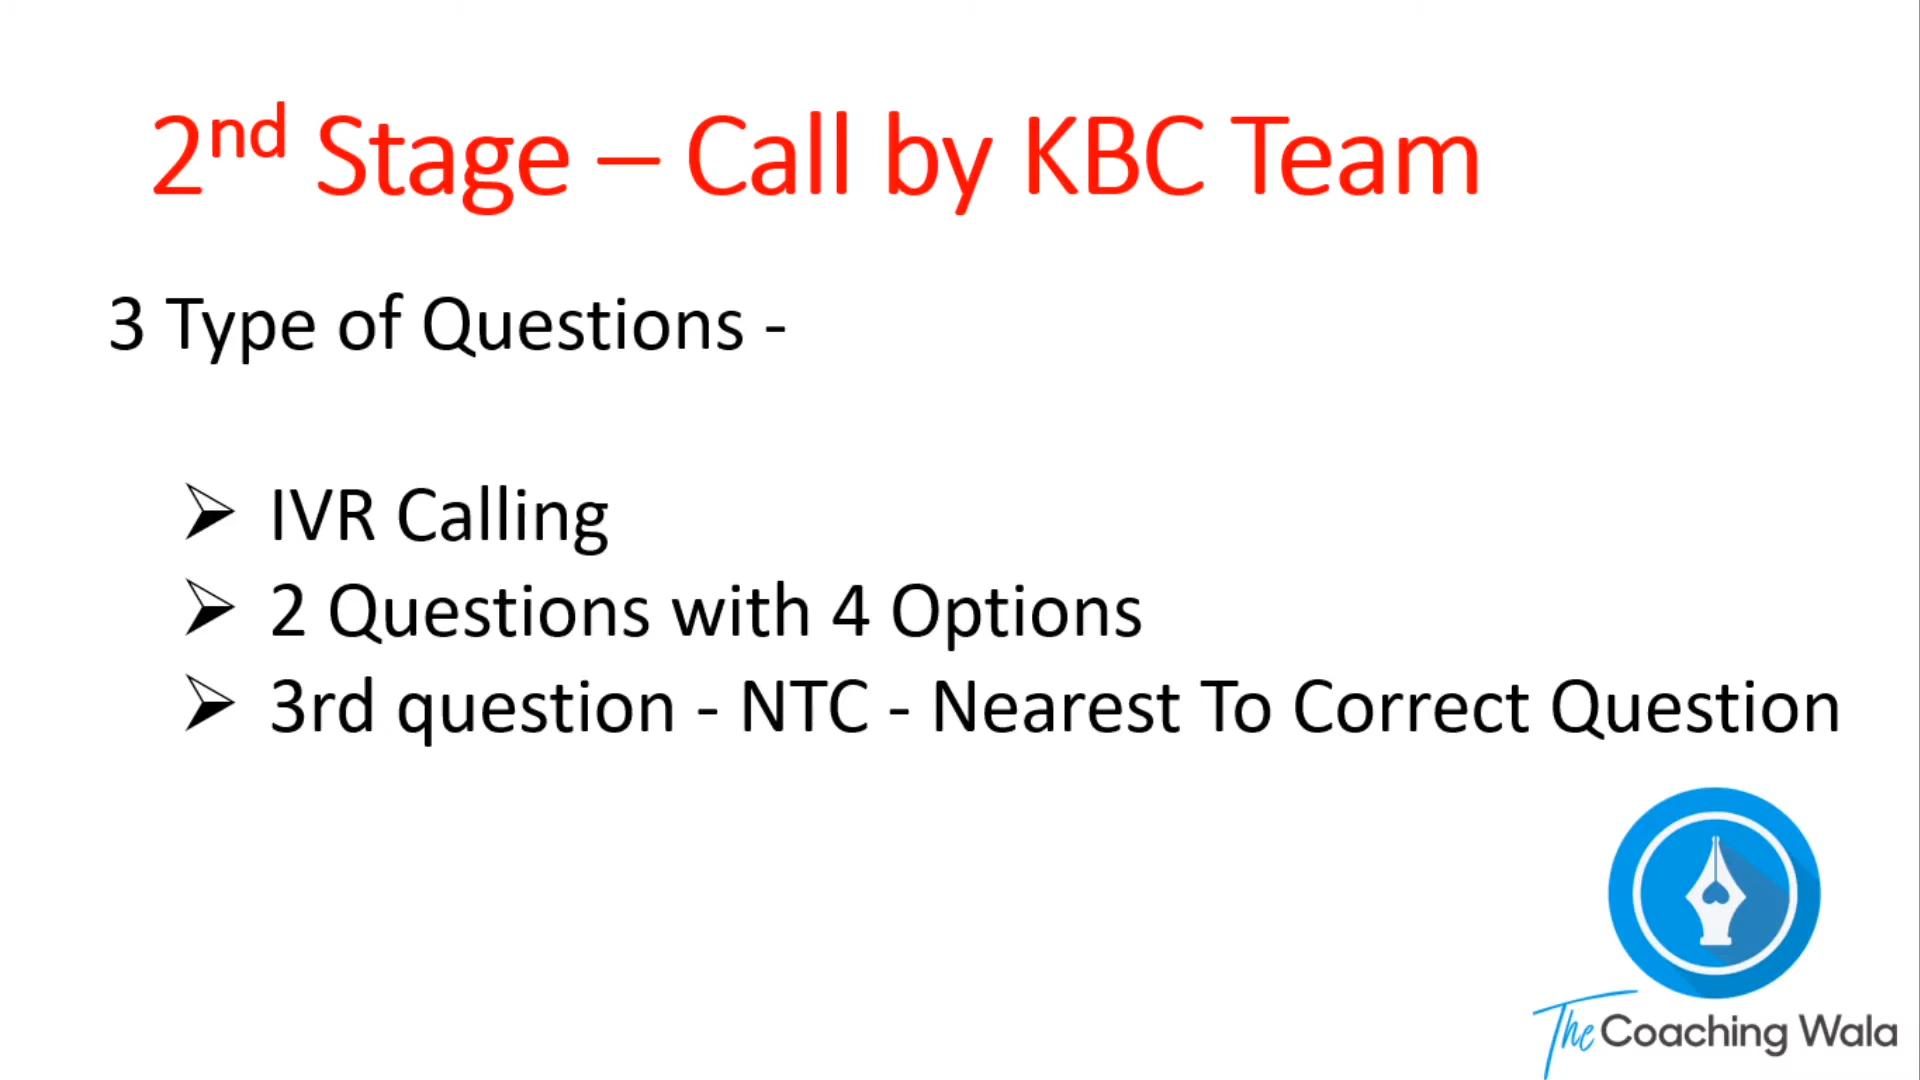 2nd Stage – Call by KBC Team
3 Type of Questions -
➢ IVR Calling
➢ 2 Questions with 4 Options
➢ 3rd question - NTC - Nearest To Correct Question
The Coaching Wala